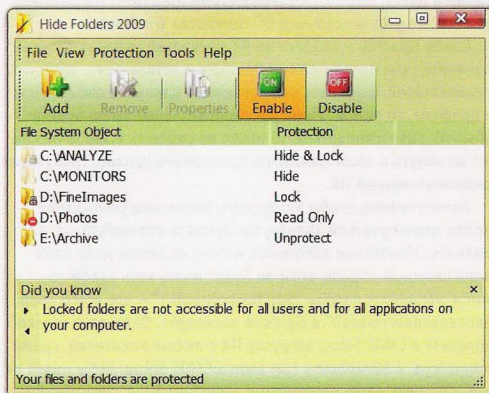 Hide Folders 2009
File View Protection Tools Help
Add Remove Properties ON Enable OFF Disable
File System Object Protection
C:\ANALYZE Hide & Lock
C:\MONITORS Hide
D:\FineImages Lock
D:\Photos Read Only
E:\Archive Unprotect
Did you know
Locked folders are not accessible for all users and for all applications on
your computer.
Your files and folders are protected